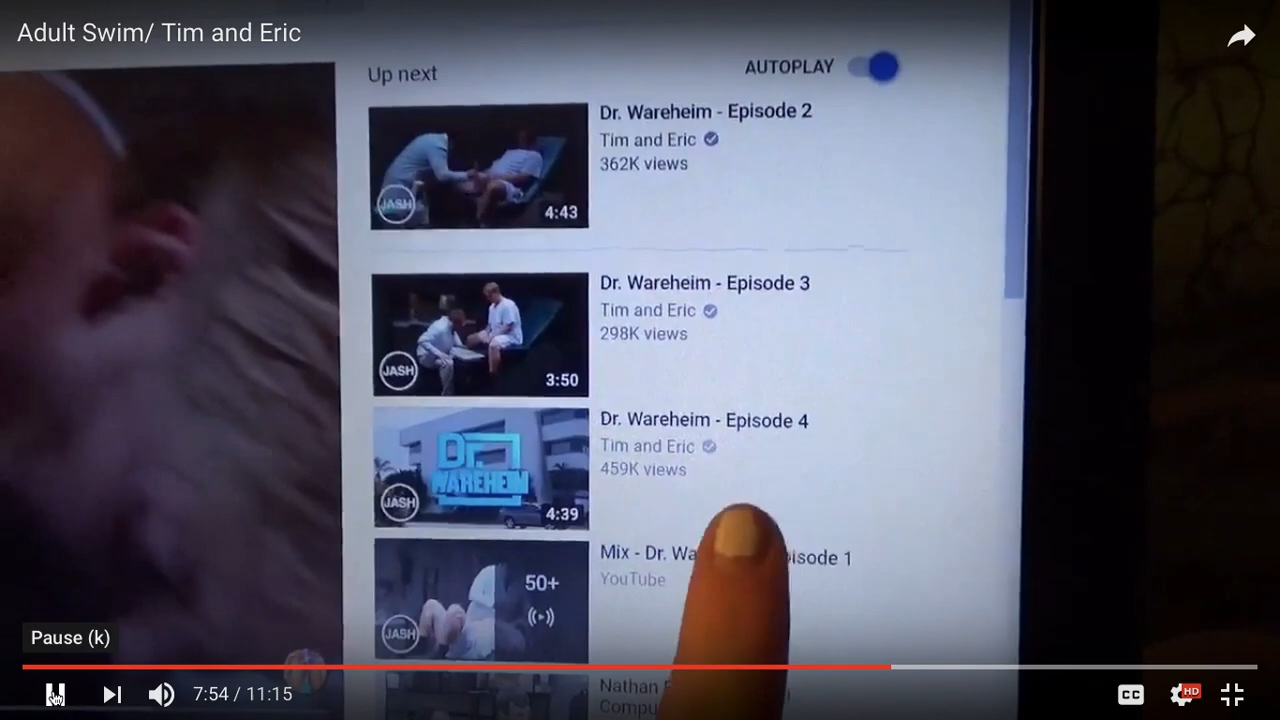 Adult Swim/ Tim and Eric
Up next
AUTOPLAY
Dr. Wareheim - Episode 2
Tim and Eric
362K views
JASH
4:43
Dr. Wareheim - Episode 3
Tim and Eric
298K views
JASH
3:50
Dr. Wareheim - Episode 4
Tim and Eric
459K views
DR.
WAREHEIM
JASH
4:39
Mix - Dr. isode 1
YouTube
50+
JASH
Nathan
Pause (k)
7:54 / 11:15
CC
HD